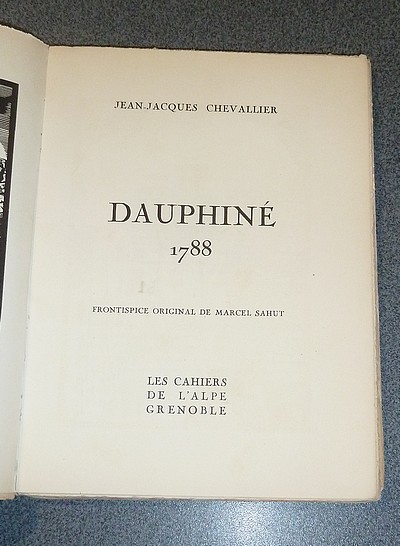 JEAN-JACQUES CHEVALLIER
DAUPHINÉ
1788
FRONTISPICE ORIGINAL DE MARCEL SAHUT
LES CAHIERS
DE L'ALPE
GRENOBLE